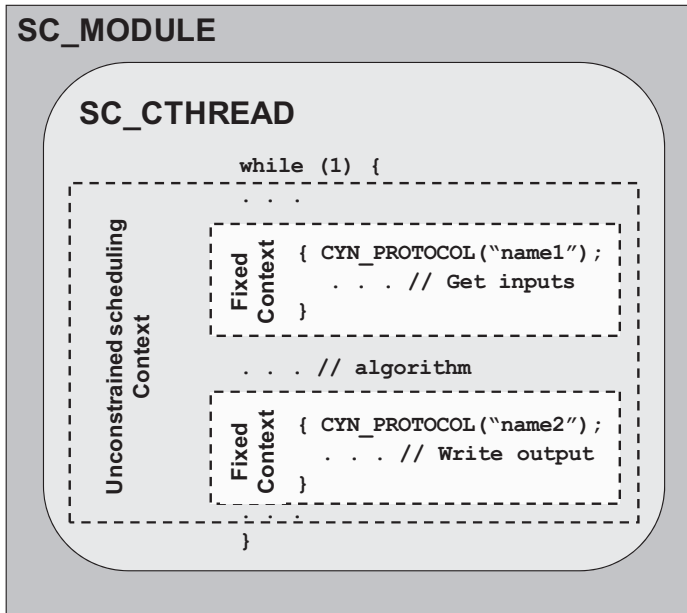 SC_MODULE
SC_CTHREAD
while (1) {
. . .
Unconstrained scheduling
Context
Fixed
Context
{ CYN_PROTOCOL(“name1”);
. . . // Get inputs
}
. . . // algorithm
Fixed
Context
{ CYN_PROTOCOL(“name2”);
. . . // Write output
}
. . .
}